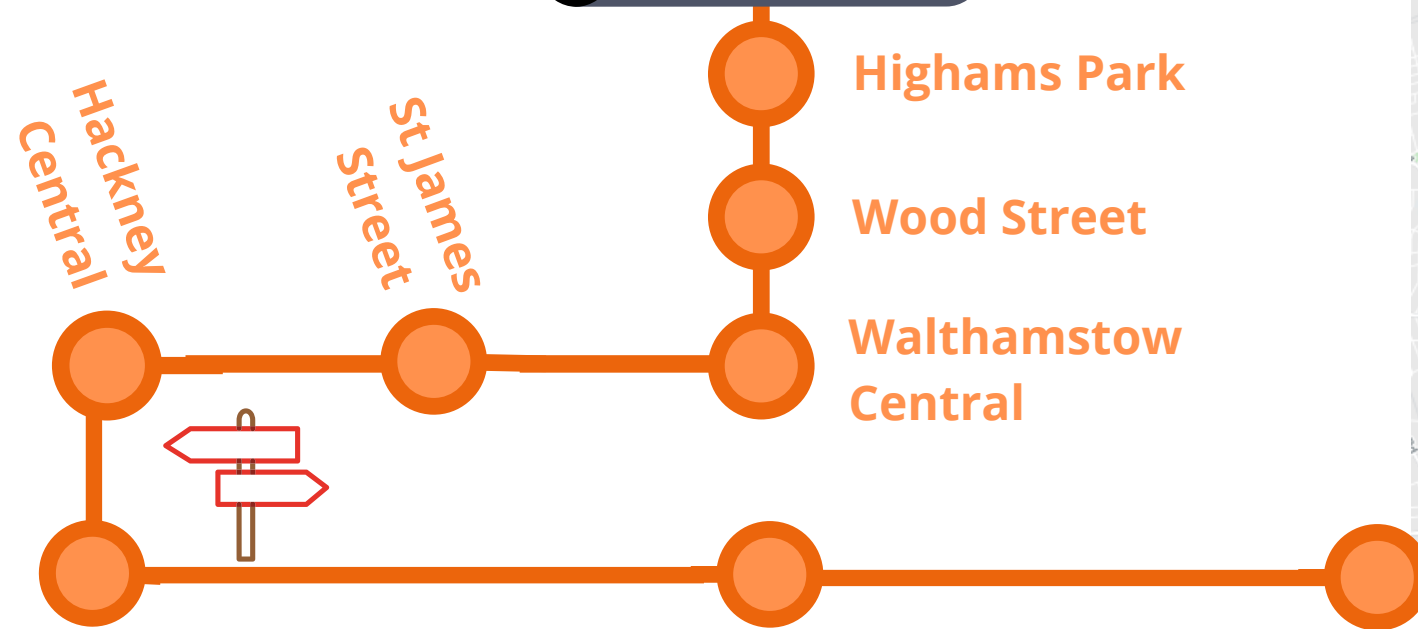 Highams Park
Wood Street
Walthamstow
Central
St James
Street
Hackney
Central